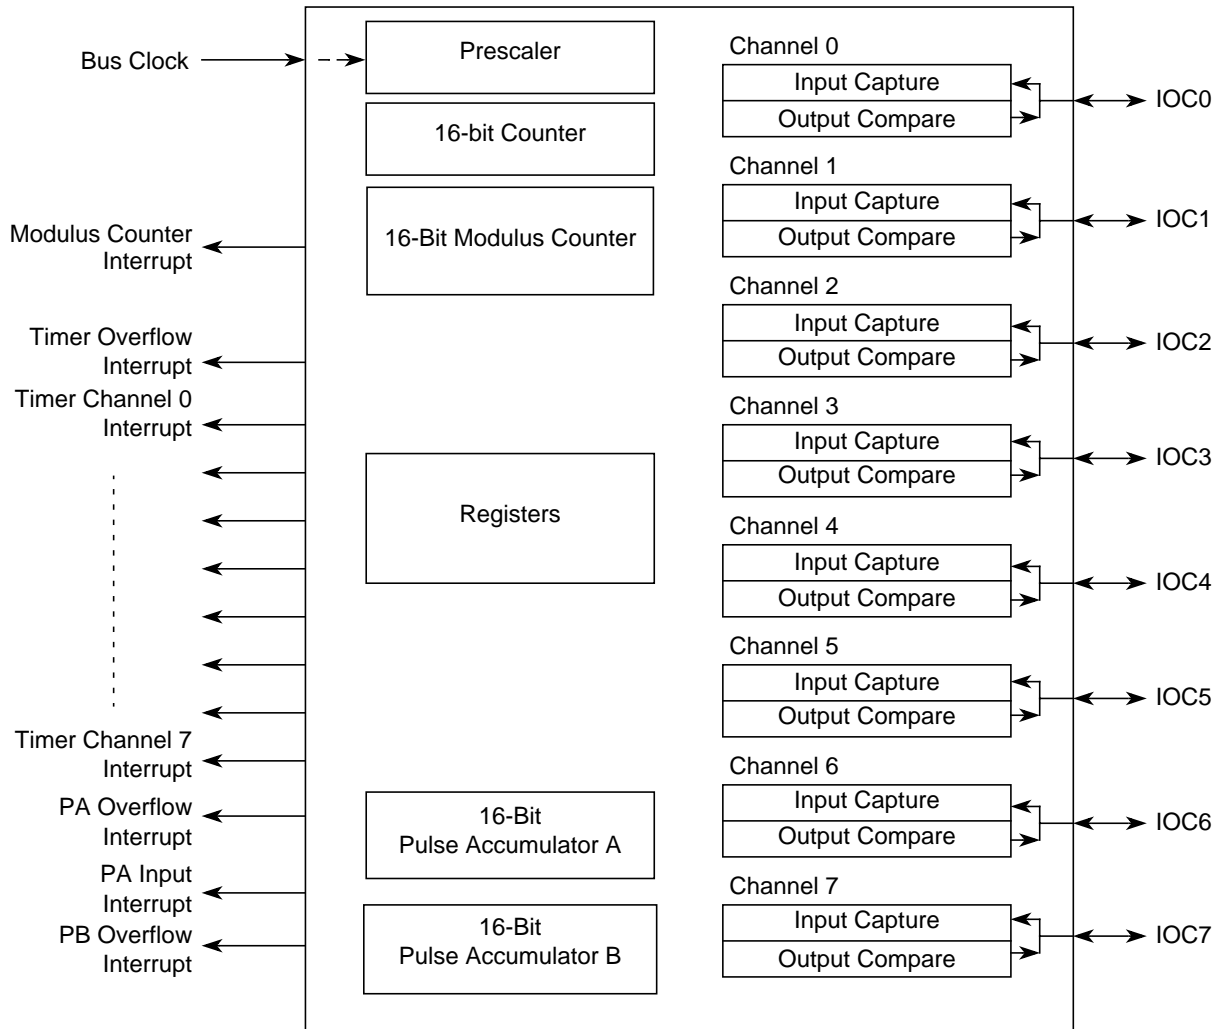 Bus Clock
Modulus Counter
Interrupt
Timer Overflow
Interrupt
Timer Channel 0
Interrupt
Timer Channel 7
Interrupt
PA Overflow
Interrupt
PA Input
Interrupt
PB Overflow
Interrupt
Prescaler
16-bit Counter
16-Bit Modulus Counter
Registers
16-Bit
Pulse Accumulator A
16-Bit
Pulse Accumulator B
Channel 0
Input Capture
Output Compare
IOC0
Channel 1
Input Capture
Output Compare
IOC1
Channel 2
Input Capture
Output Compare
IOC2
Channel 3
Input Capture
Output Compare
IOC3
Channel 4
Input Capture
Output Compare
IOC4
Channel 5
Input Capture
Output Compare
IOC5
Channel 6
Input Capture
Output Compare
IOC6
Channel 7
Input Capture
Output Compare
IOC7